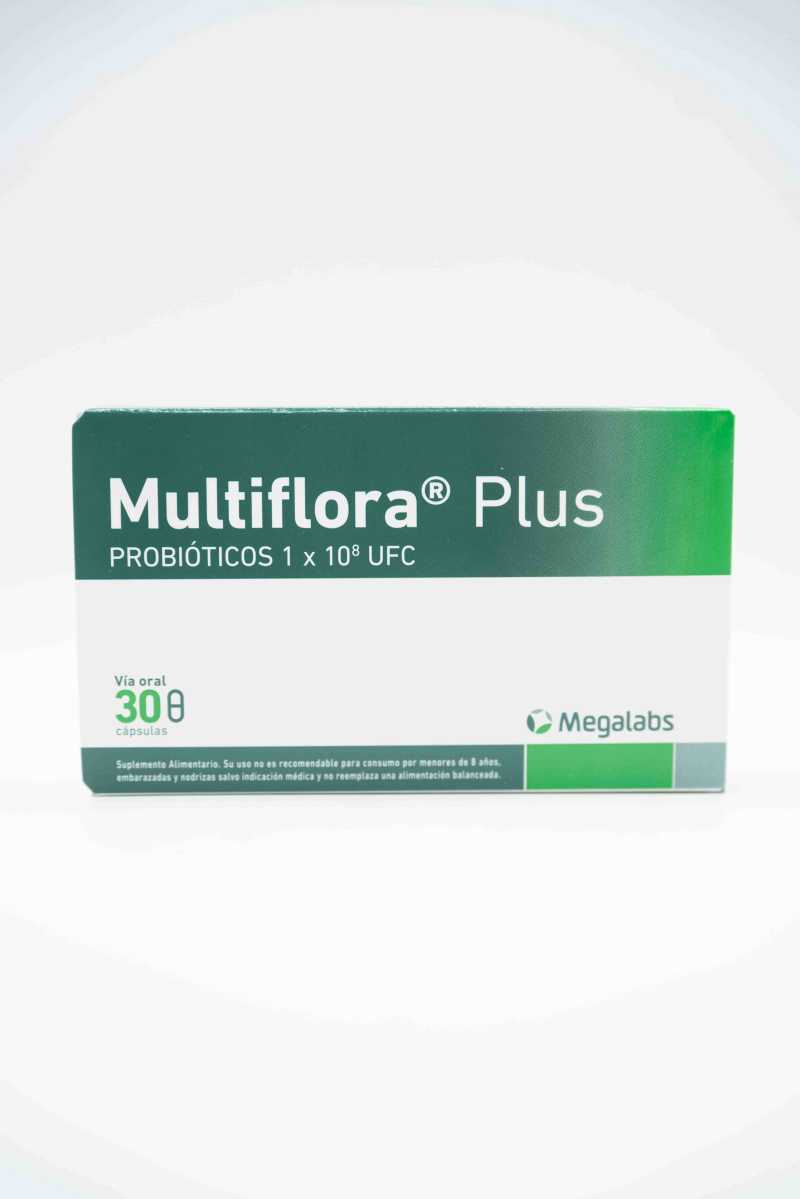 Multiflora® Plus
PROBIÓTICOS 1 x 10⁸ UFC
Vía oral
30
cápsulas
Megalabs
Suplemento Alimentario. Su uso no es recomendable para consumo por menores de 8 años,
embarazadas y nodrizas salvo indicación médica y no reemplaza una alimentación balanceada.